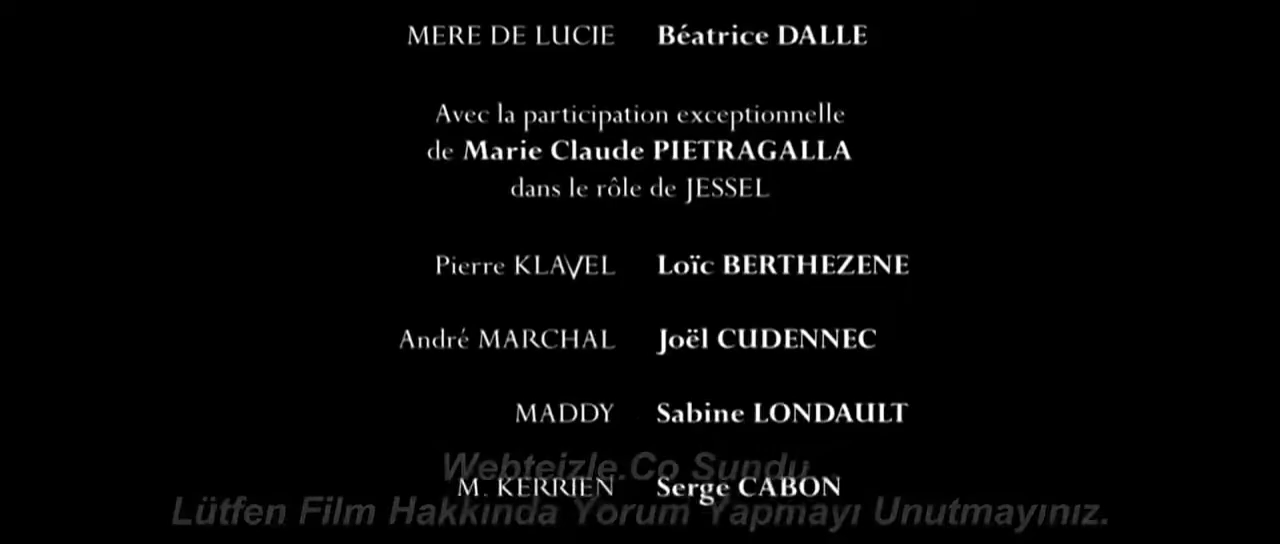 MERE DE LUCIE Béatrice DALLE
Avec la participation exceptionnelle
de Marie Claude PIETRAGALLA
dans le rôle de JESSEL
Pierre KLAVEL Loïc BERTHEZENE
André MARCHAL Joël CUDENNEC
MADDY Sabine LONDAULT
Webteizle.Co Sundu..
M. KERRIEN Serge CABON
Lütfen Film Hakkında Yorum Yapmayı Unutmayınız.